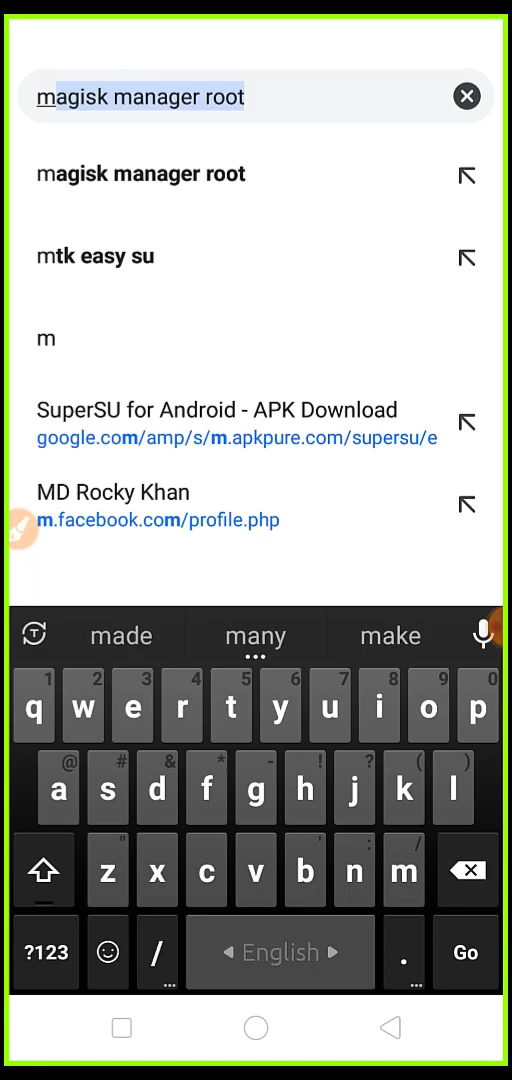 magisk manager root
magisk manager root
mtk easy su
m
SuperSU for Android - APK Download
google.com/amp/s/m.apkpure.com/supersu/e
MD Rocky Khan
m.facebook.com/profile.php
T made many make
1 2 3 4 5 6 7 8 9 0
q w e r t y u i o p
@ # & * - ! ? ( )
a s d f g h j k l
" ' : /
z x c v b n m
?123 / English . Go